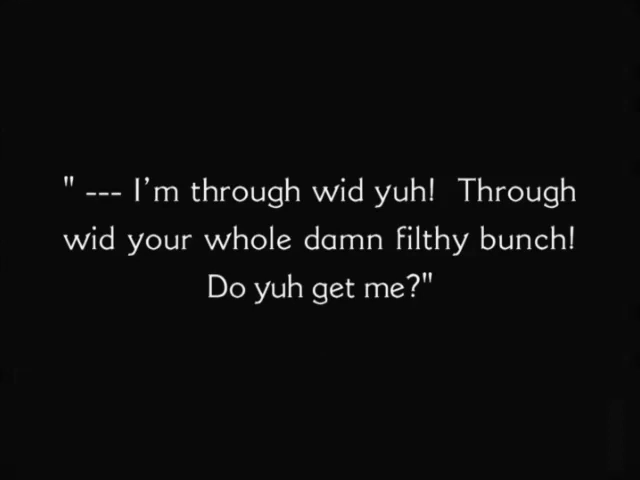 " --- I'm through wid yuh!  Through
wid your whole damn filthy bunch!
Do yuh get me?"